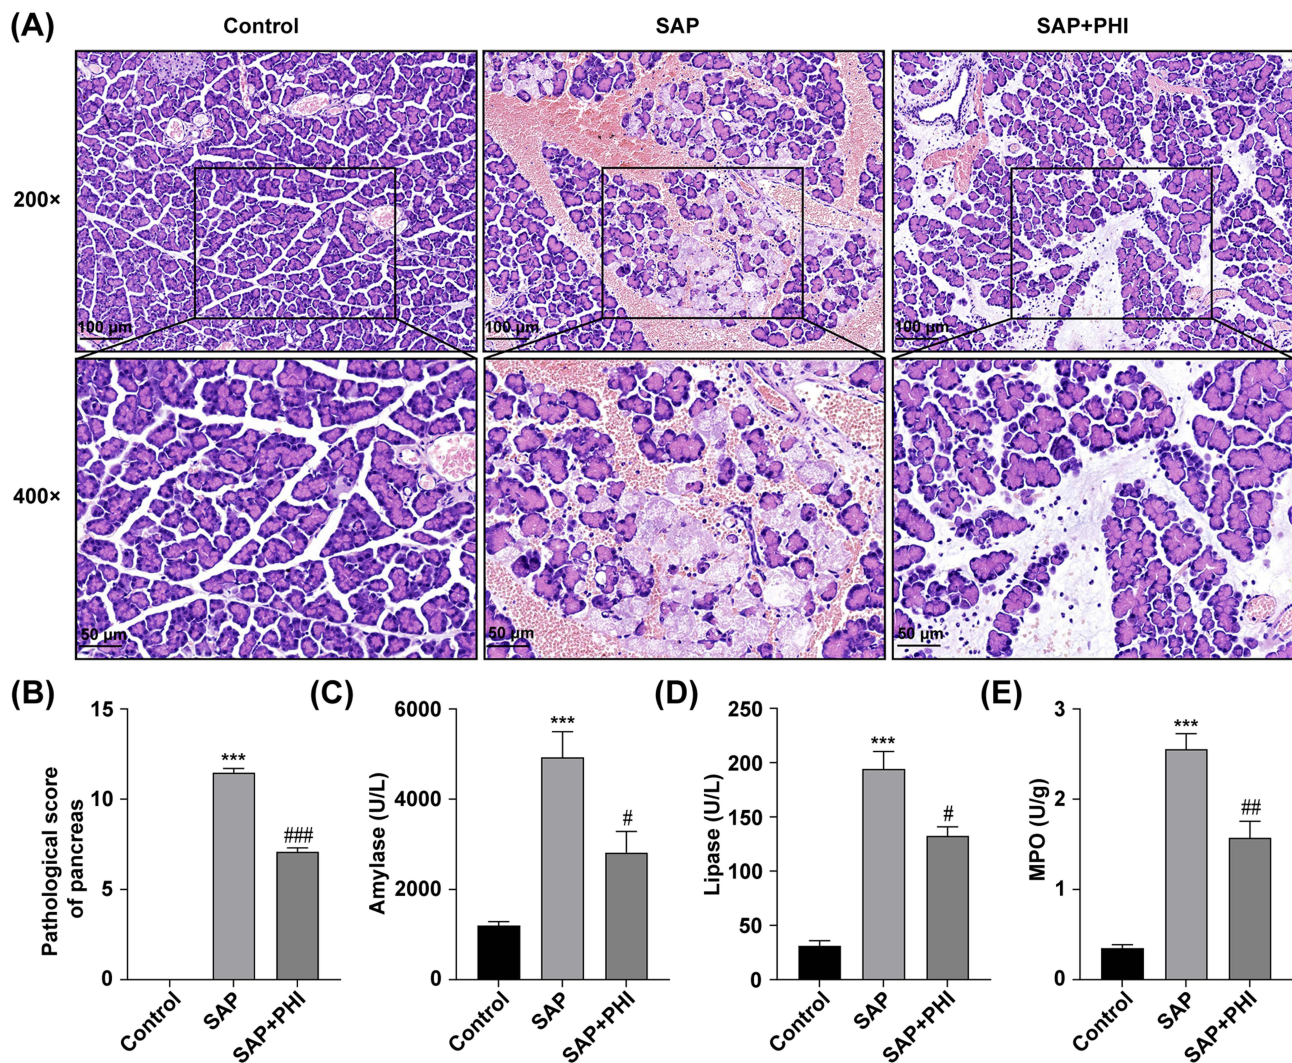 (A)
Control
SAP
SAP+PHI
200×
100 μm
100 μm
100 μm
400×
50 μm
50 μm
50 μm
(B)
Pathological score
of pancreas
15
10
5
0
***
###
Control
SAP
SAP+PHI
(C)
Amylase (U/L)
6000
4000
2000
0
***
#
Control
SAP
SAP+PHI
(D)
Lipase (U/L)
250
200
150
100
50
0
***
#
Control
SAP
SAP+PHI
(E)
MPO (U/g)
3
2
1
0
***
##
Control
SAP
SAP+PHI